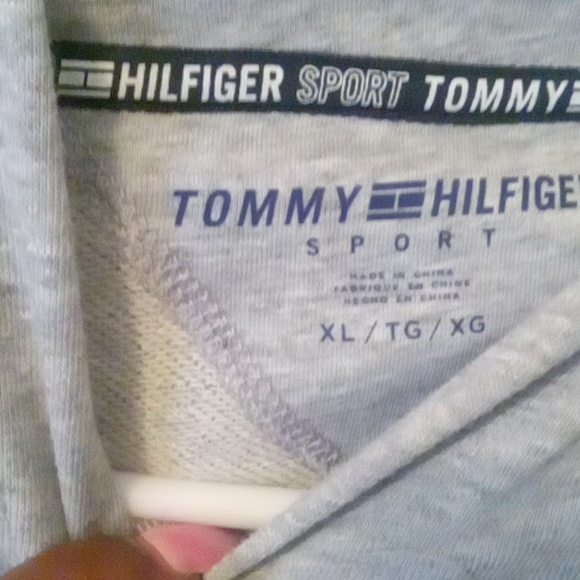 HILFIGER SPORT TOMMY
TOMMY HILFIGE
SPORT
MADE IN CHINA
FABRIQUÉ EN CHINE
HECHO EN CHINA
XL / TG / XG